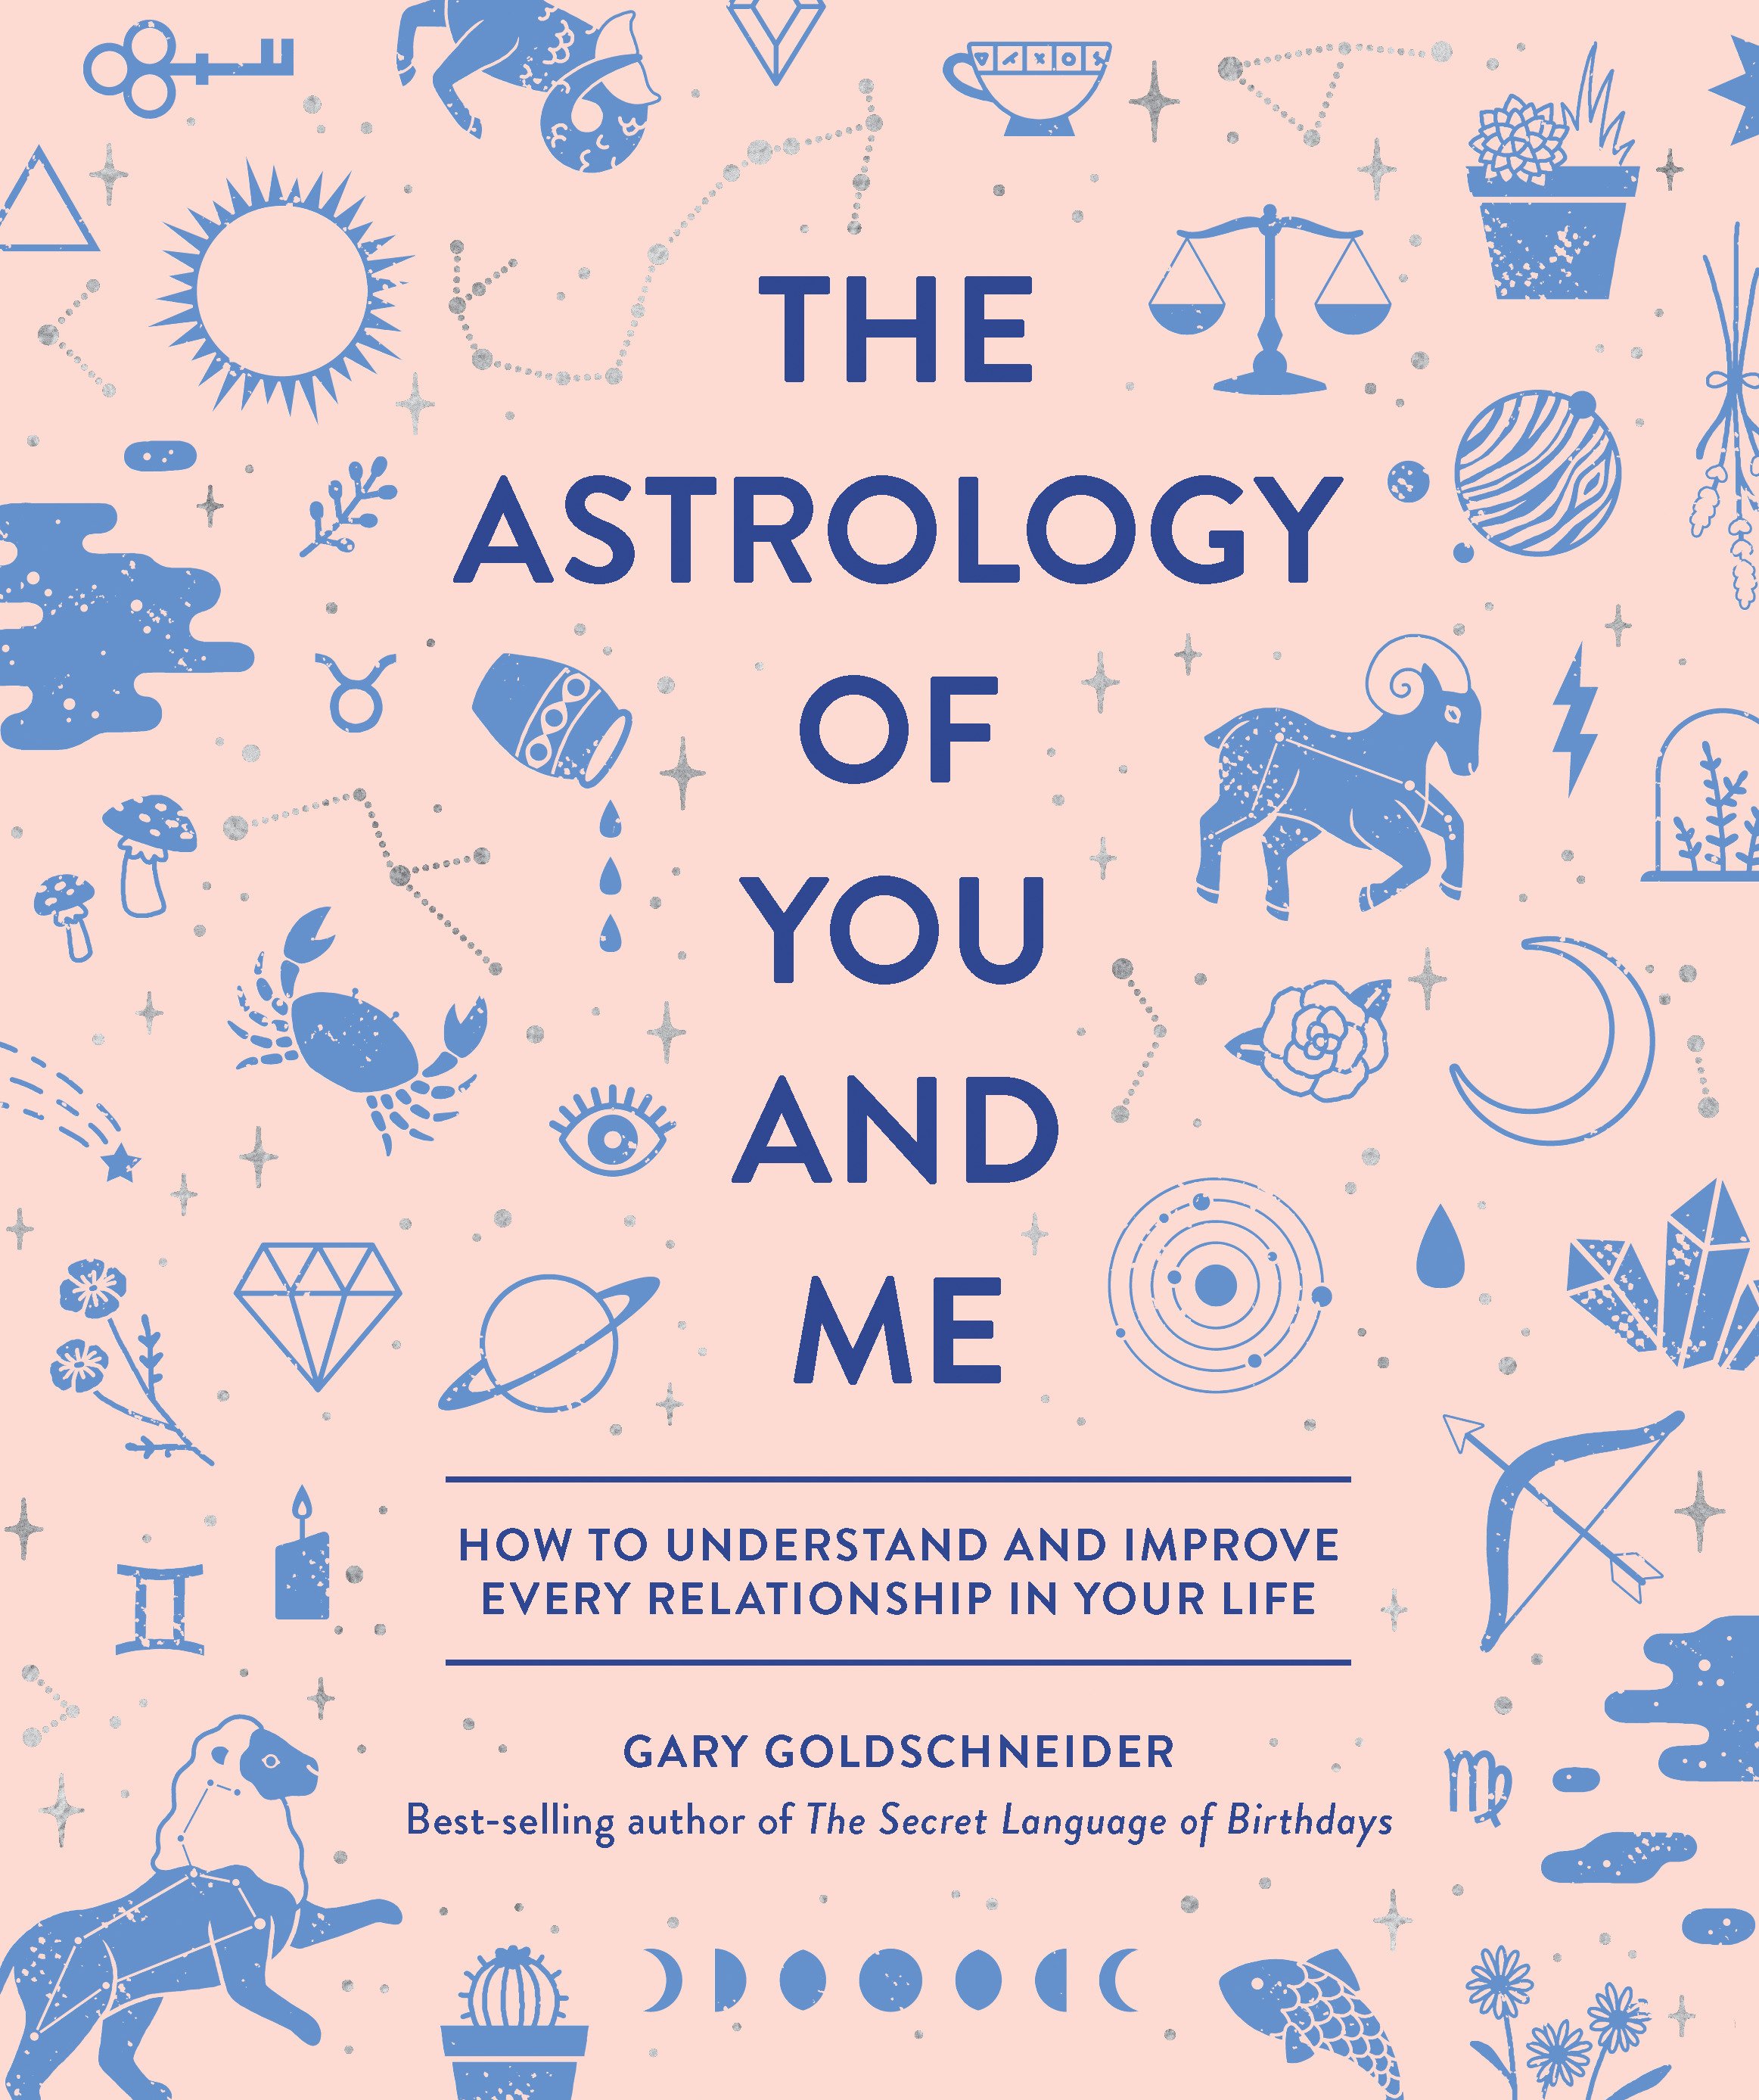 THE
ASTROLOGY
OF
YOU
AND
ME
HOW TO UNDERSTAND AND IMPROVE
EVERY RELATIONSHIP IN YOUR LIFE
GARY GOLDSCHNEIDER
Best-selling author of The Secret Language of Birthdays